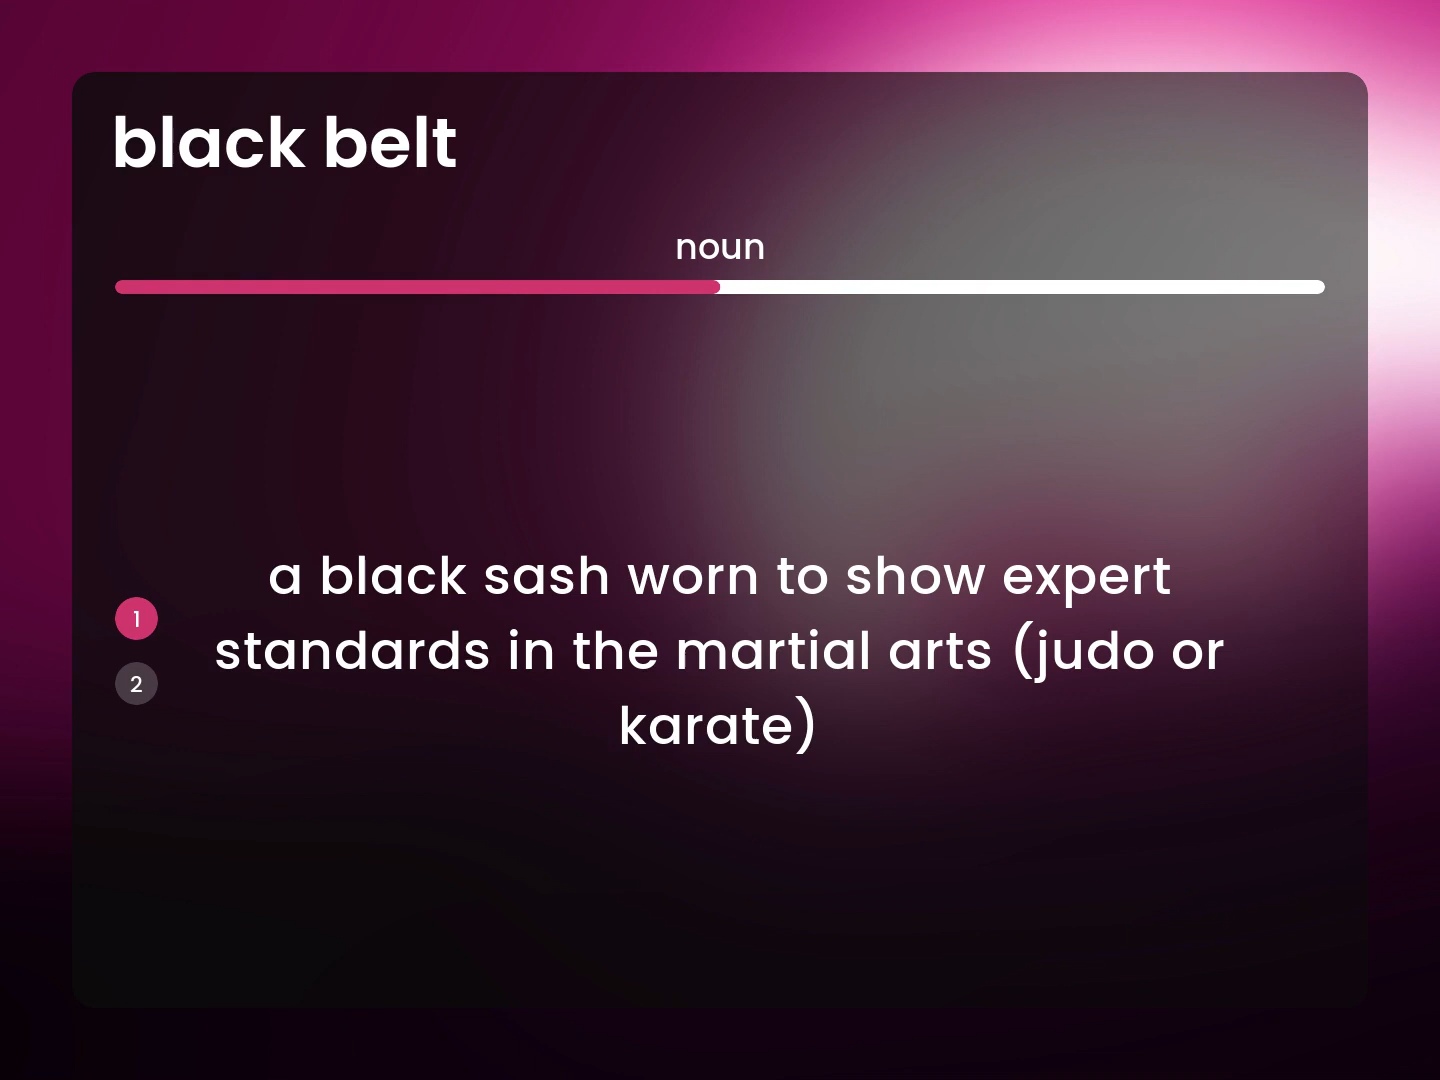 black belt
noun
a black sash worn to show expert
1
standards in the martial arts (judo or
2
karate)